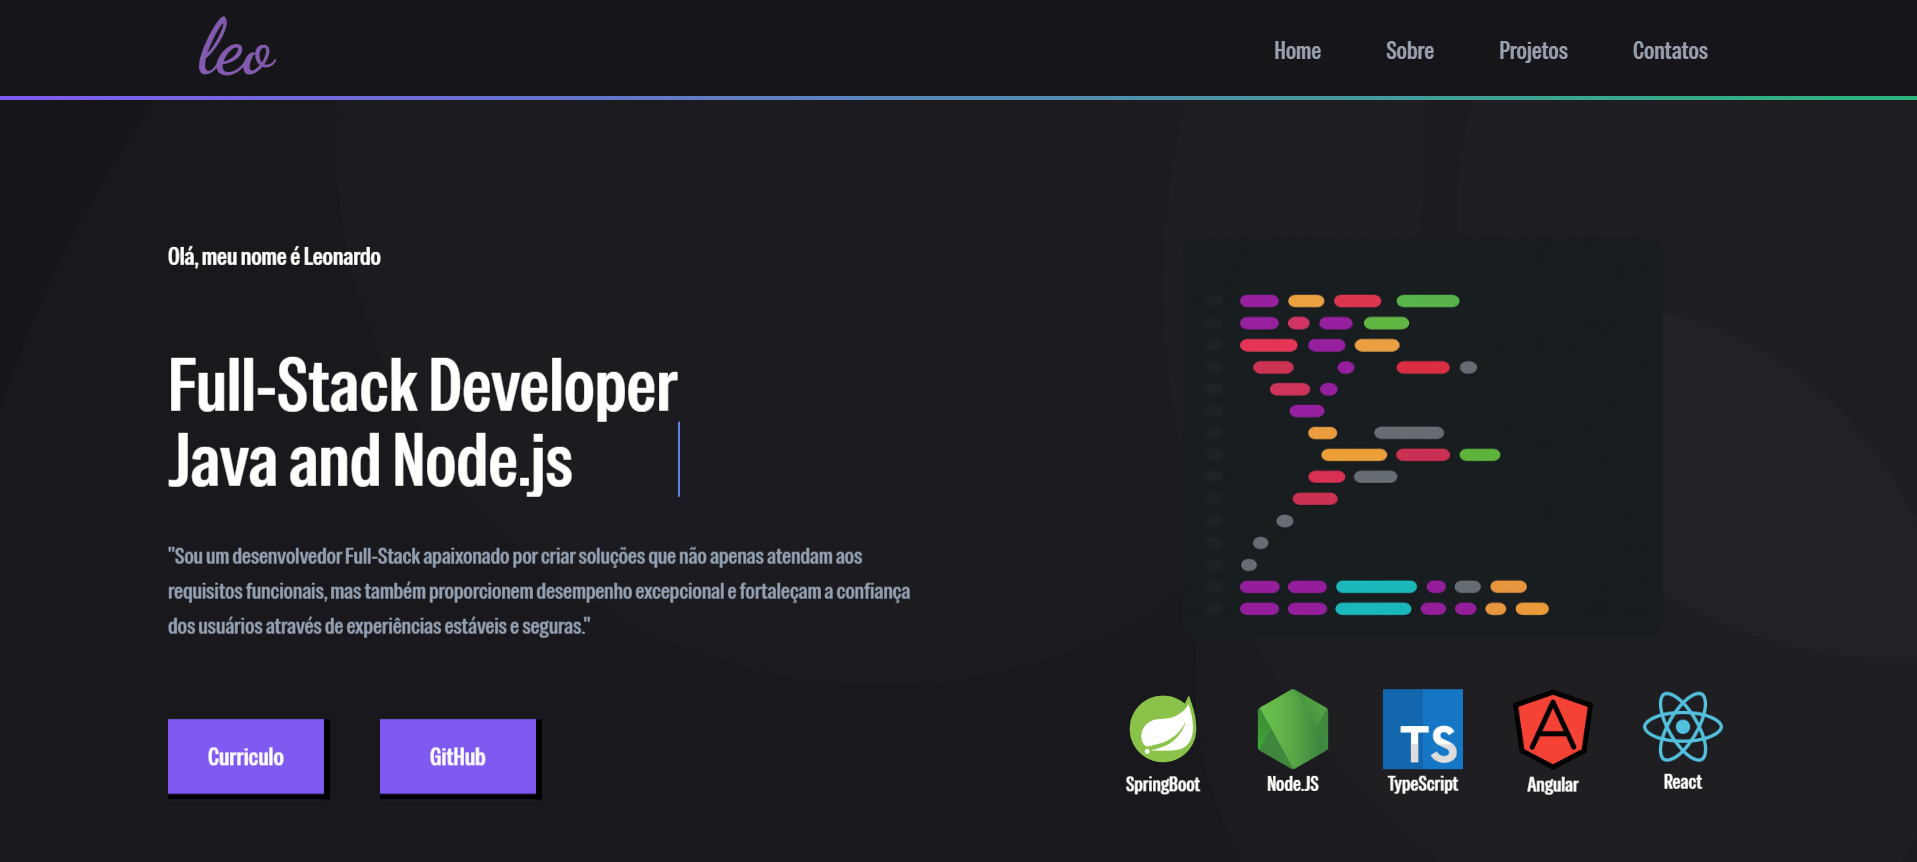 leo
Home
Sobre
Projetos
Contatos
Olá, meu nome é Leonardo
Full-Stack Developer
Java and Node.js
"Sou um desenvolvedor Full-Stack apaixonado por criar soluções que não apenas atendam aos
requisitos funcionais, mas também proporcionem desempenho excepcional e fortaleçam a confiança
dos usuários através de experiências estáveis e seguras."
Curriculo
GitHub
TS
SpringBoot
Node.JS
TypeScript
Angular
React